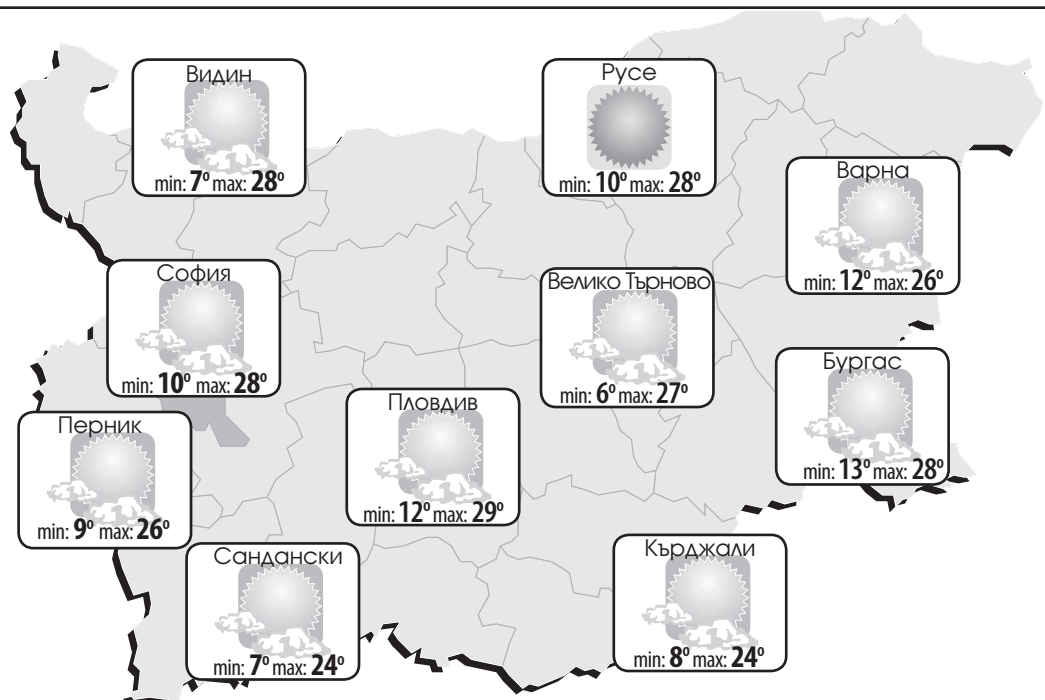 Видин
min: 7º max: 28º
Русе
min: 10º max: 28º
Варна
min: 12º max: 26º
София
min: 10º max: 28º
Велико Търново
min: 6º max: 27º
Бургас
min: 13º max: 28º
Пловдив
min: 12º max: 29º
Перник
min: 9º max: 26º
Сандански
min: 7º max: 24º
Кърджали
min: 8º max: 24º